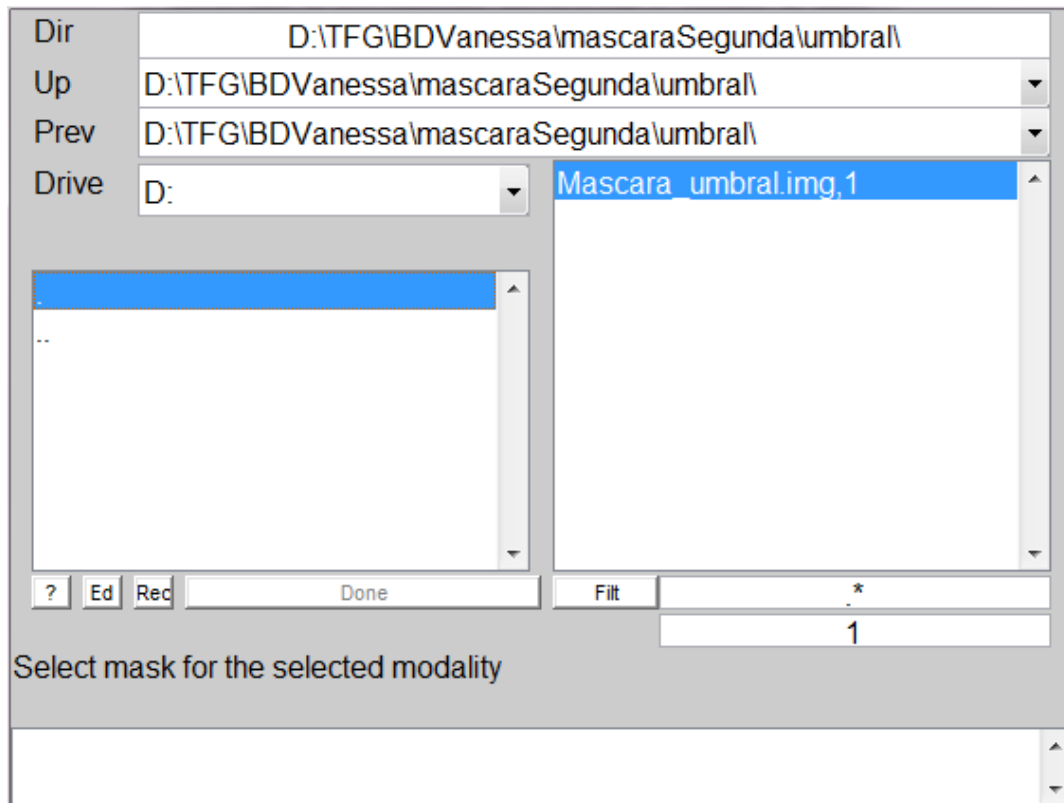 Dir D:\TFG\BDVanessa\mascaraSegunda\umbral\
Up D:\TFG\BDVanessa\mascaraSegunda\umbral\
Prev D:\TFG\BDVanessa\mascaraSegunda\umbral\
Drive D:
Mascara_umbral.img,1
.
..
? Ed Rec Done Filt .*
1
Select mask for the selected modality